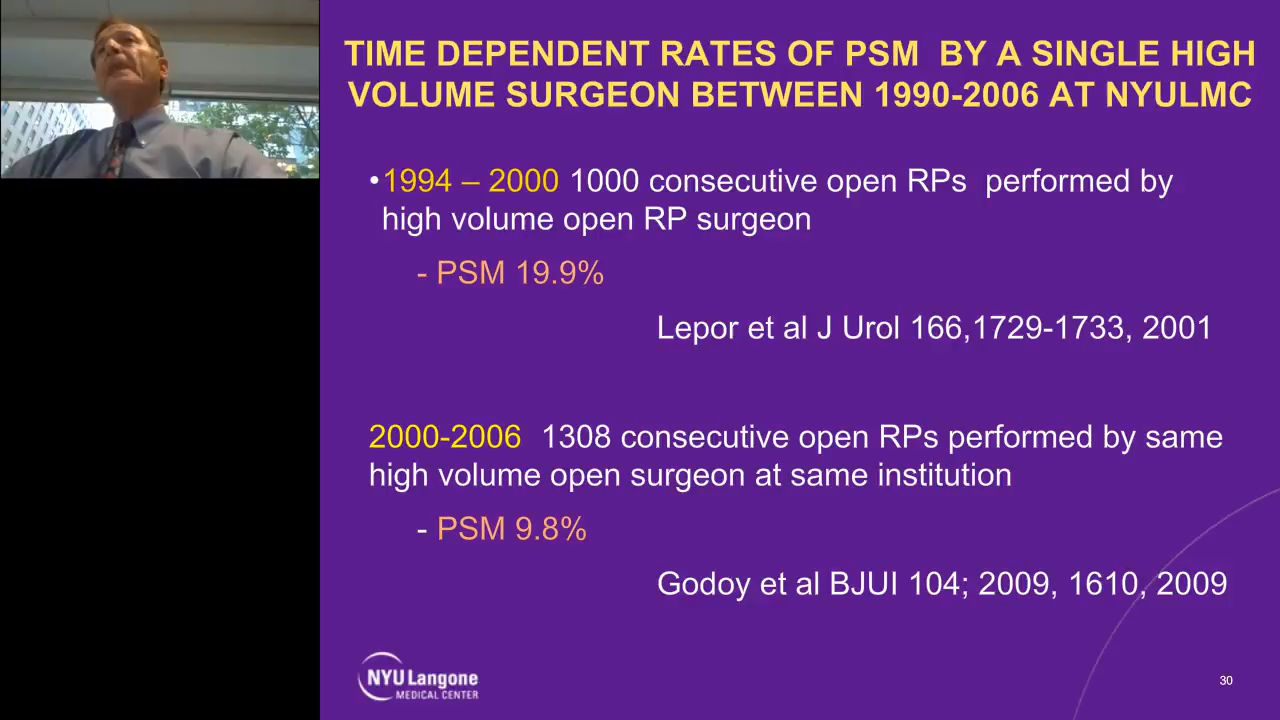 TIME DEPENDENT RATES OF PSM BY A SINGLE HIGH
VOLUME SURGEON BETWEEN 1990-2006 AT NYULMC
•1994 – 2000 1000 consecutive open RPs performed by
high volume open RP surgeon
- PSM 19.9%
Lepor et al J Urol 166,1729-1733, 2001
2000-2006 1308 consecutive open RPs performed by same
high volume open surgeon at same institution
- PSM 9.8%
Godoy et al BJUI 104; 2009, 1610, 2009
NYU Langone
MEDICAL CENTER
30